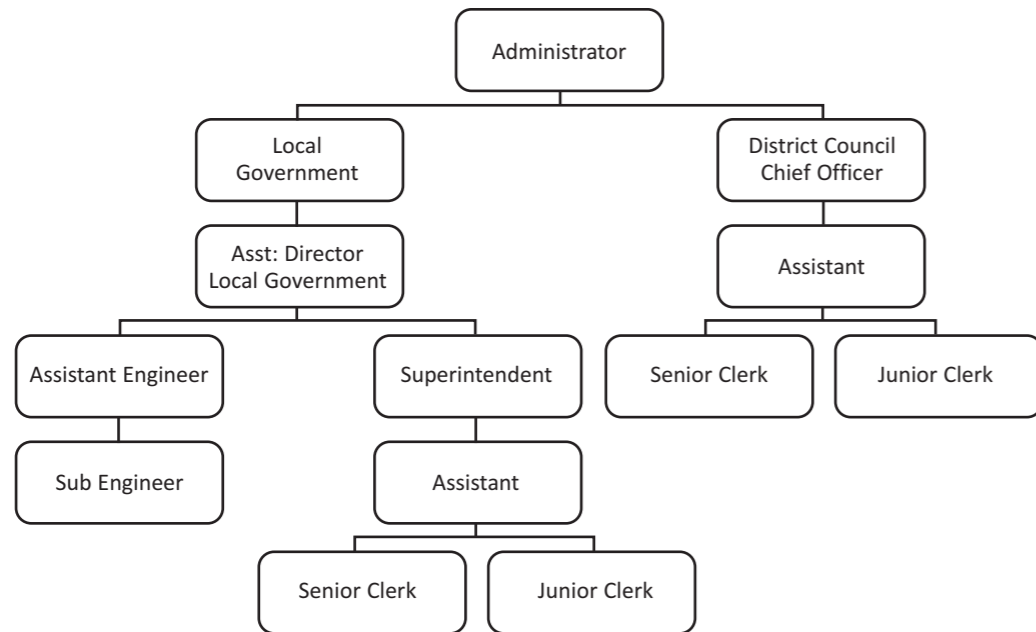 Administrator
Local
Government
District Council
Chief Officer
Asst: Director
Local Government
Assistant
Assistant Engineer
Superintendent
Senior Clerk
Junior Clerk
Sub Engineer
Assistant
Senior Clerk
Junior Clerk